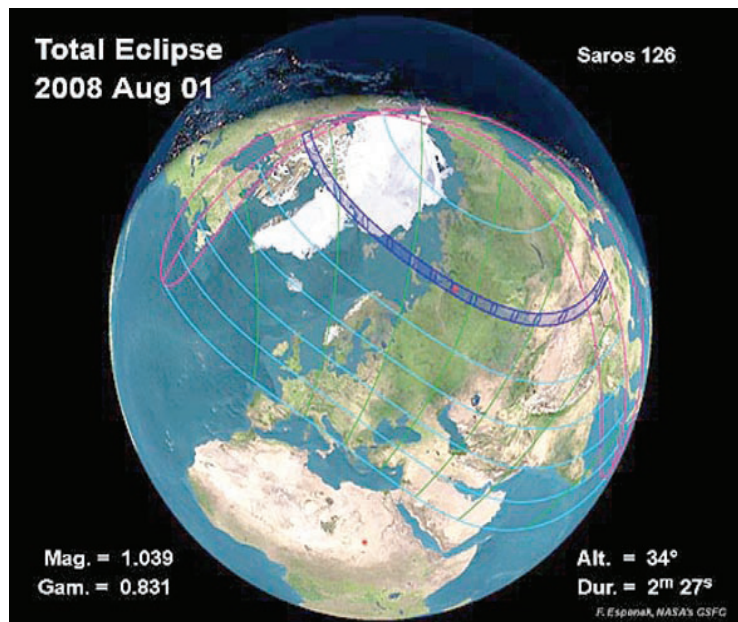 Total Eclipse
2008 Aug 01
Saros 126
Mag. = 1.039
Gam. = 0.831
Alt. = 34°
Dur. = 2ᵐ 27ˢ
F. Espenak, NASA's GSFC